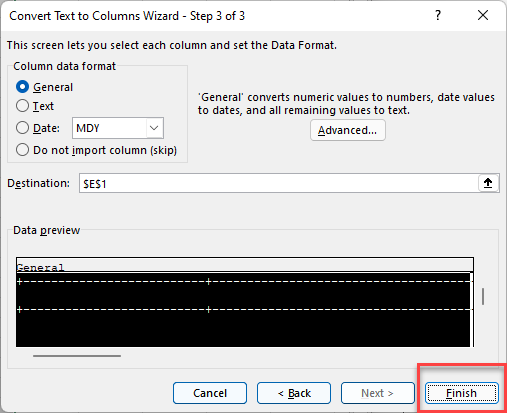 Convert Text to Columns Wizard - Step 3 of 3
This screen lets you select each column and set the Data Format.
Column data format
General
Text
Date: MDY
Do not import column (skip)
'General' converts numeric values to numbers, date values
to dates, and all remaining values to text.
Advanced...
Destination: $E$1
Data preview
General
+--------------------+---------------------------
+--------------------+---------------------------
Cancel < Back Next > Finish